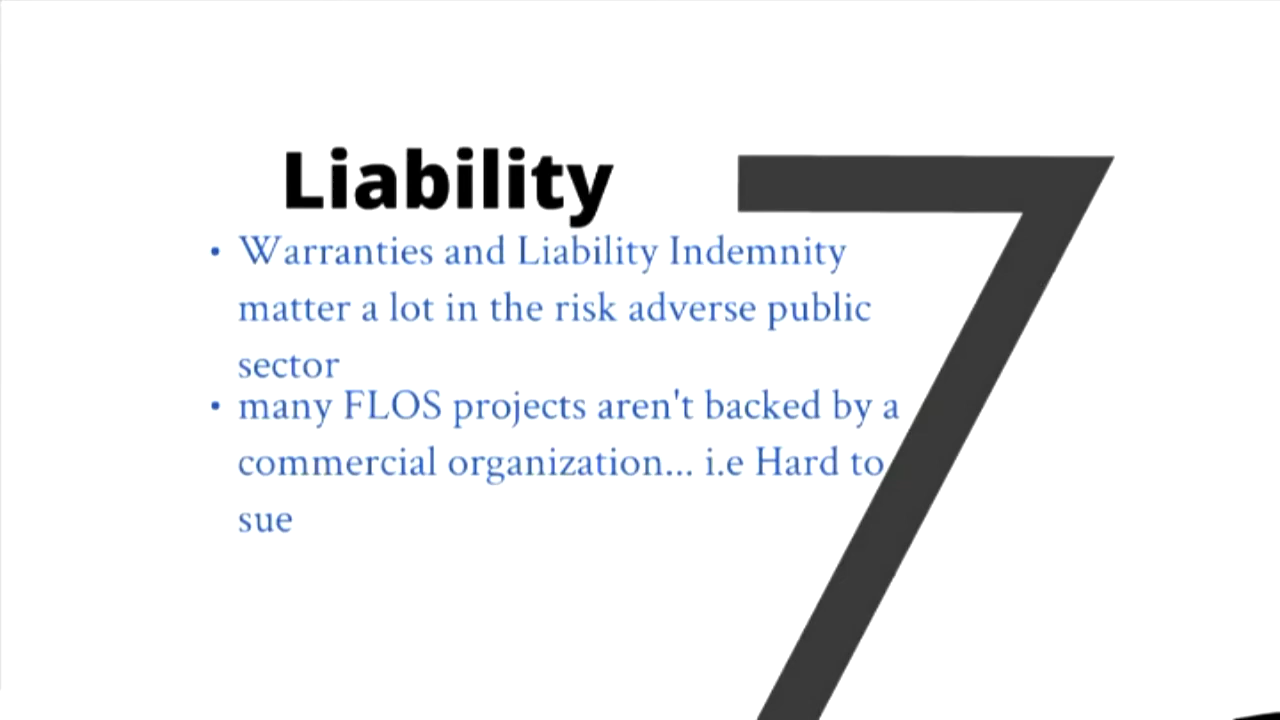 Liability
7
• Warranties and Liability Indemnity
matter a lot in the risk adverse public
sector
• many FLOS projects aren't backed by a
commercial organization... i.e Hard to
sue